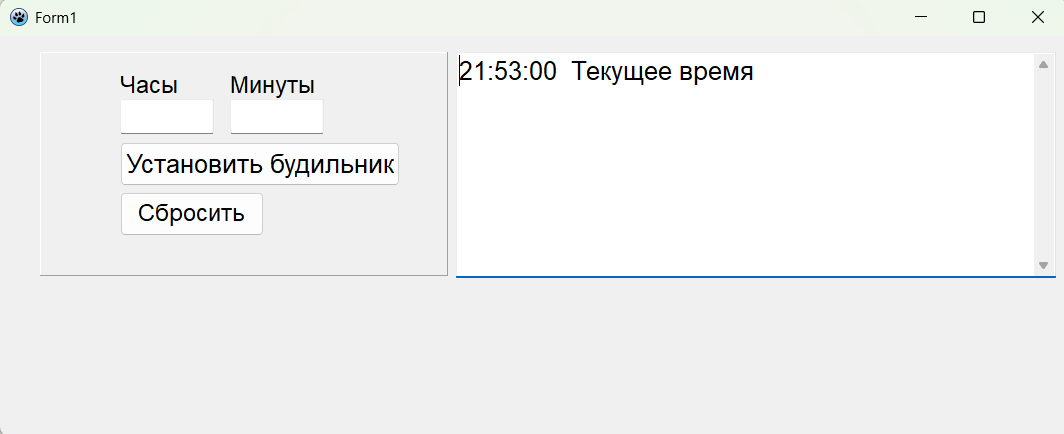 Form1
Часы Минуты
Установить будильник
Сбросить
21:53:00 Текущее время